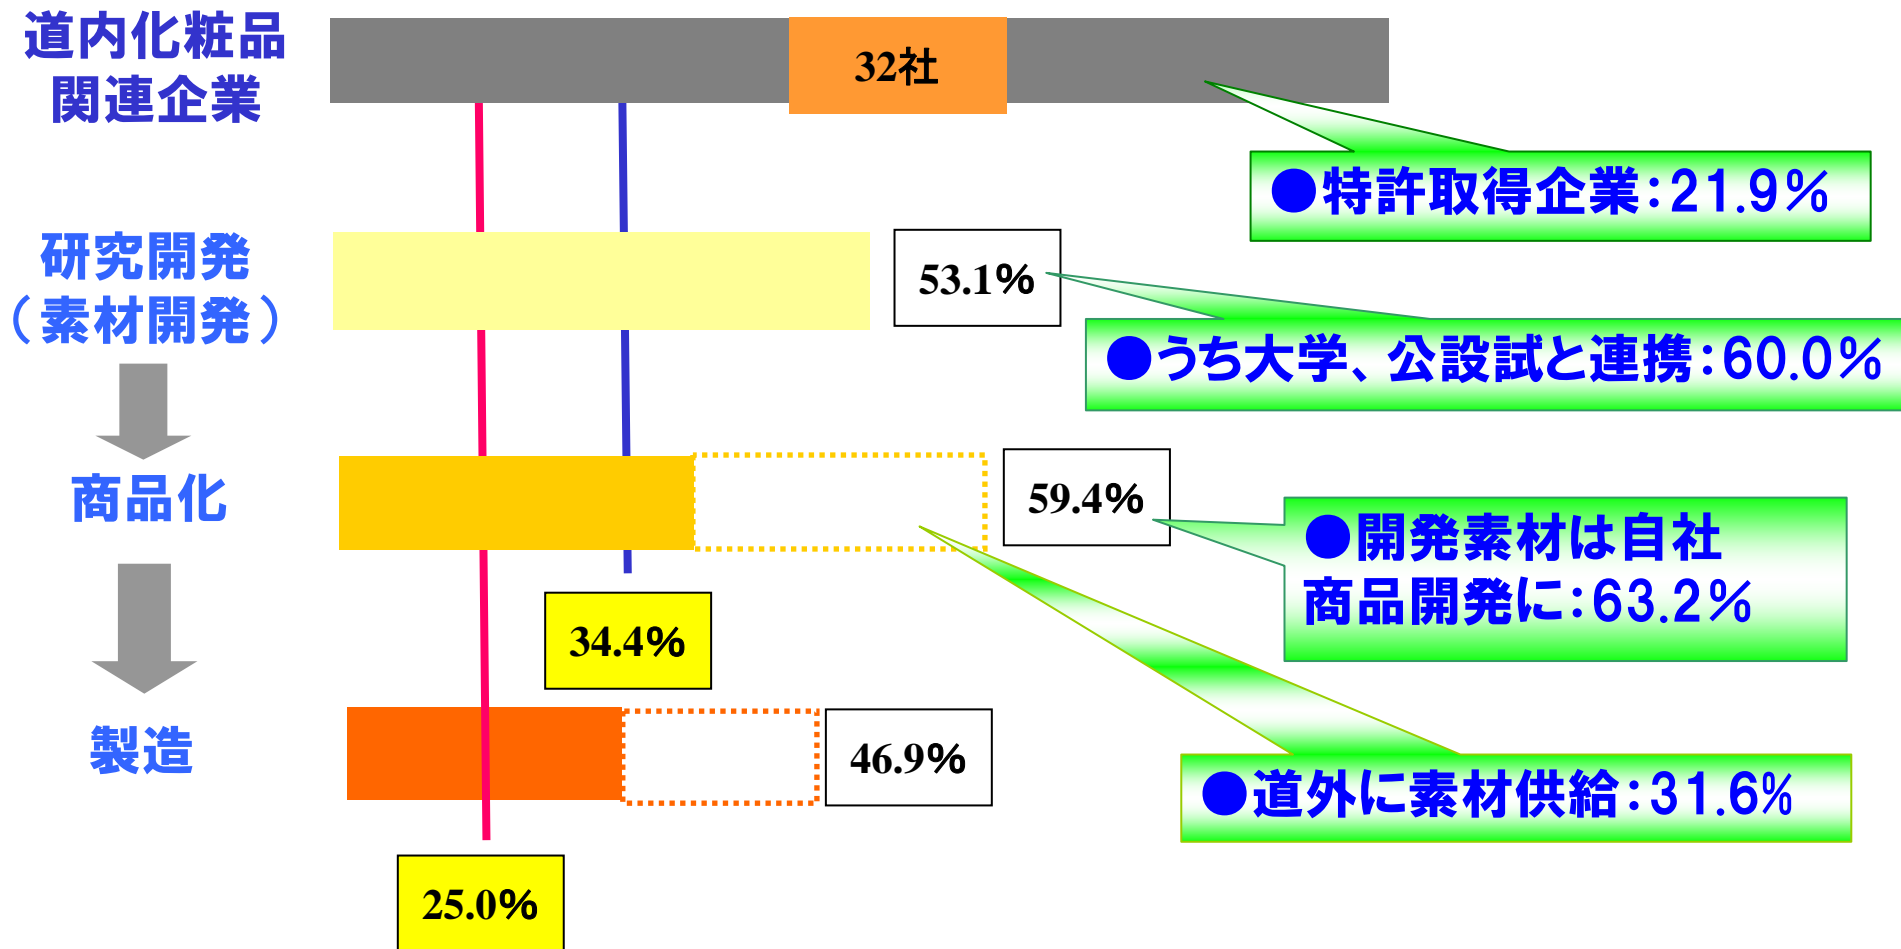 道内化粧品
関連企業
32社
●特許取得企業：21.9％
研究開発
（素材開発）
53.1%
●うち大学、公設試と連携：60.0％
商品化
59.4%
●開発素材は自社
商品開発に：63.2％
34.4%
製造
46.9%
●道外に素材供給：31.6%
25.0%